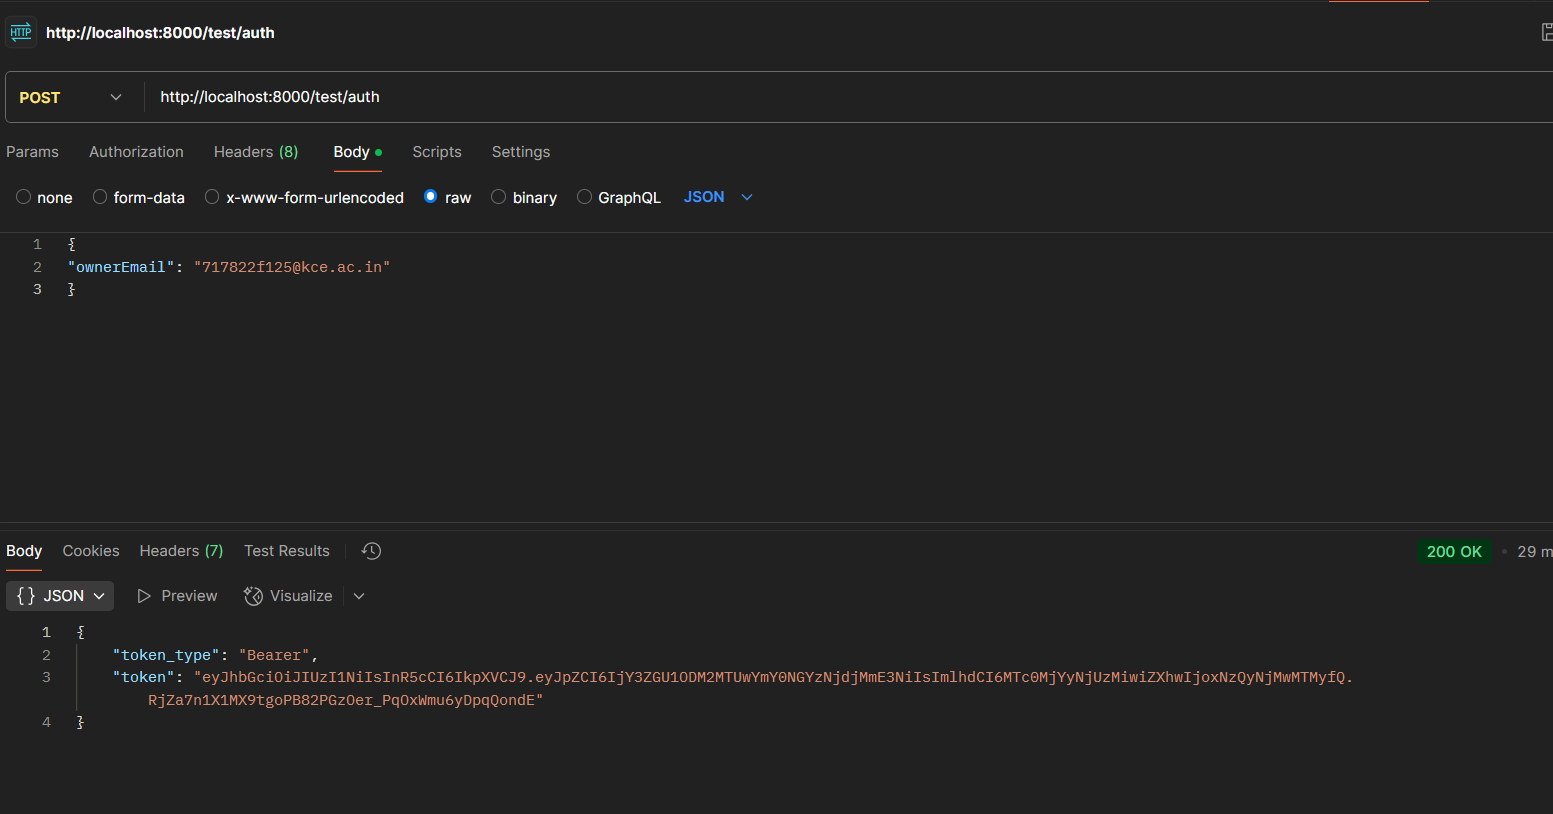 HTTP http://localhost:8000/test/auth
POST http://localhost:8000/test/auth
Params Authorization Headers (8) Body Scripts Settings
none form-data x-www-form-urlencoded raw binary GraphQL JSON
1 {
2 "ownerEmail": "717822f125@kce.ac.in"
3 }
Body Cookies Headers (7) Test Results 200 OK • 29 m
{} JSON Preview Visualize
1 {
2 "token_type": "Bearer",
3 "token": "eyJhbGciOiJIUzI1NiIsInR5cCI6IkpXVCJ9.eyJpZCI6IjY3ZGU1ODM2MTUwYmY0NGYzNjdjMmE3NiIsImlhdCI6MTc0MjYyNjUzMiwiZXhwIjoxNzQyNjMwMTMyfQ.
RjZa7n1X1MX9tgoPB82PGzOer_PqOxWmu6yDpqQondE"
4 }